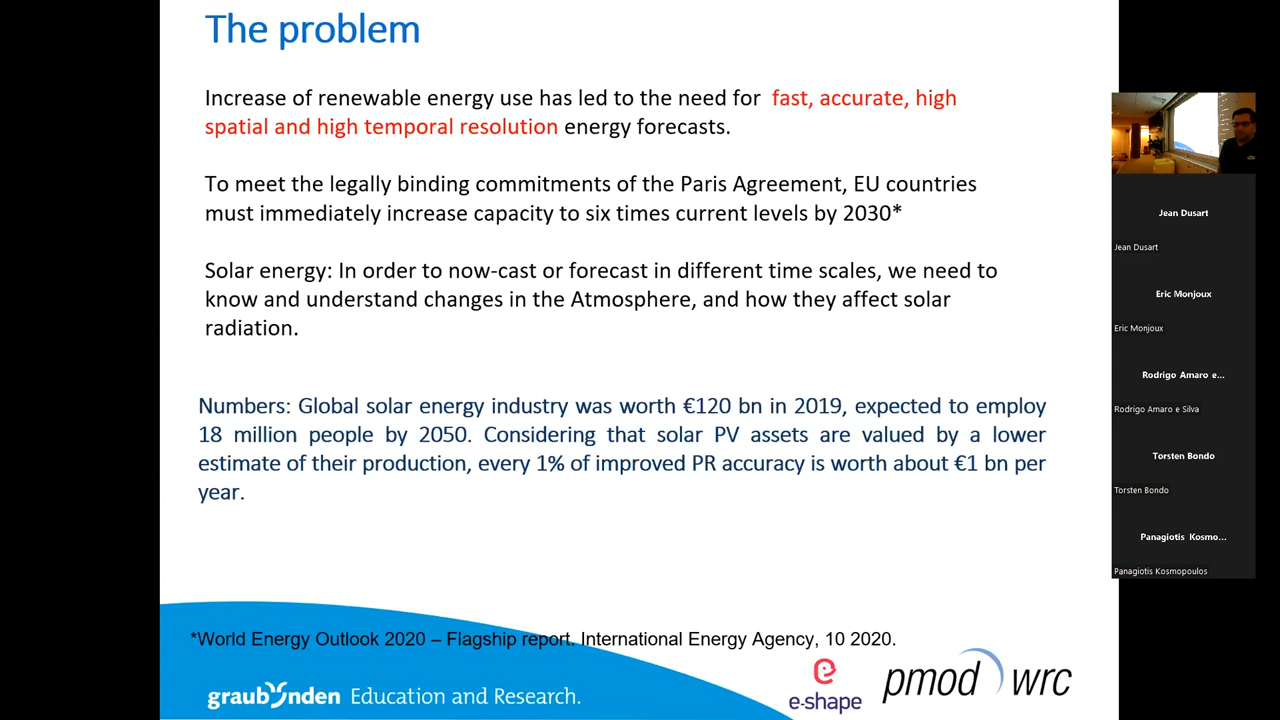 The problem
Increase of renewable energy use has led to the need for fast, accurate, high
spatial and high temporal resolution energy forecasts.
To meet the legally binding commitments of the Paris Agreement, EU countries
must immediately increase capacity to six times current levels by 2030*
Solar energy: In order to now-cast or forecast in different time scales, we need to
know and understand changes in the Atmosphere, and how they affect solar
radiation.
Numbers: Global solar energy industry was worth €120 bn in 2019, expected to employ
18 million people by 2050. Considering that solar PV assets are valued by a lower
estimate of their production, every 1% of improved PR accuracy is worth about €1 bn per
year.
*World Energy Outlook 2020 – Flagship report. International Energy Agency, 10 2020.
graubünden Education and Research.
e-shape
pmod wrc
Jean Dusart
Jean Dusart
Eric Monjoux
Eric Monjoux
Rodrigo Amaro e...
Rodrigo Amaro e Silva
Torsten Bondo
Torsten Bondo
Panagiotis Kosmo...
Panagiotis Kosmopoulos